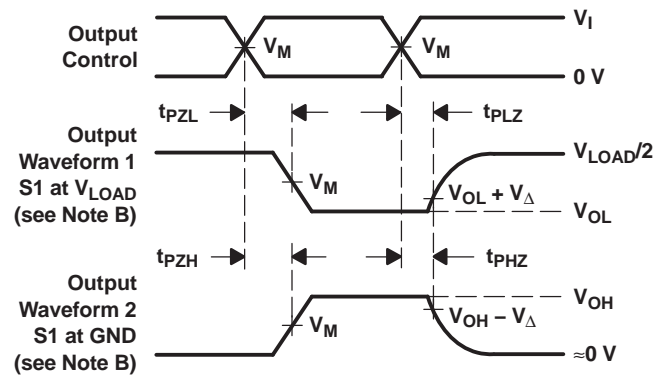 Output
Control
V_M
V_M
V_I
0 V
t_PZL
t_PLZ
Output
Waveform 1
S1 at V_LOAD
(see Note B)
V_M
V_LOAD/2
V_OL + V_Δ
V_OL
t_PZH
t_PHZ
Output
Waveform 2
S1 at GND
(see Note B)
V_M
V_OH
V_OH − V_Δ
≈0 V